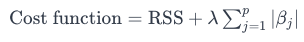 Cost function = RSS + λ ∑_{j=1}^{p} |β_j|